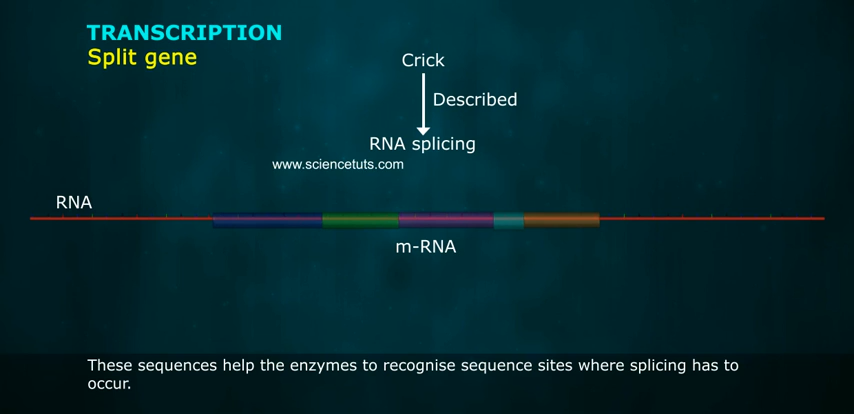 TRANSCRIPTION
Split gene
Crick
Described
RNA splicing
www.sciencetuts.com
RNA
m-RNA
These sequences help the enzymes to recognise sequence sites where splicing has to
occur.